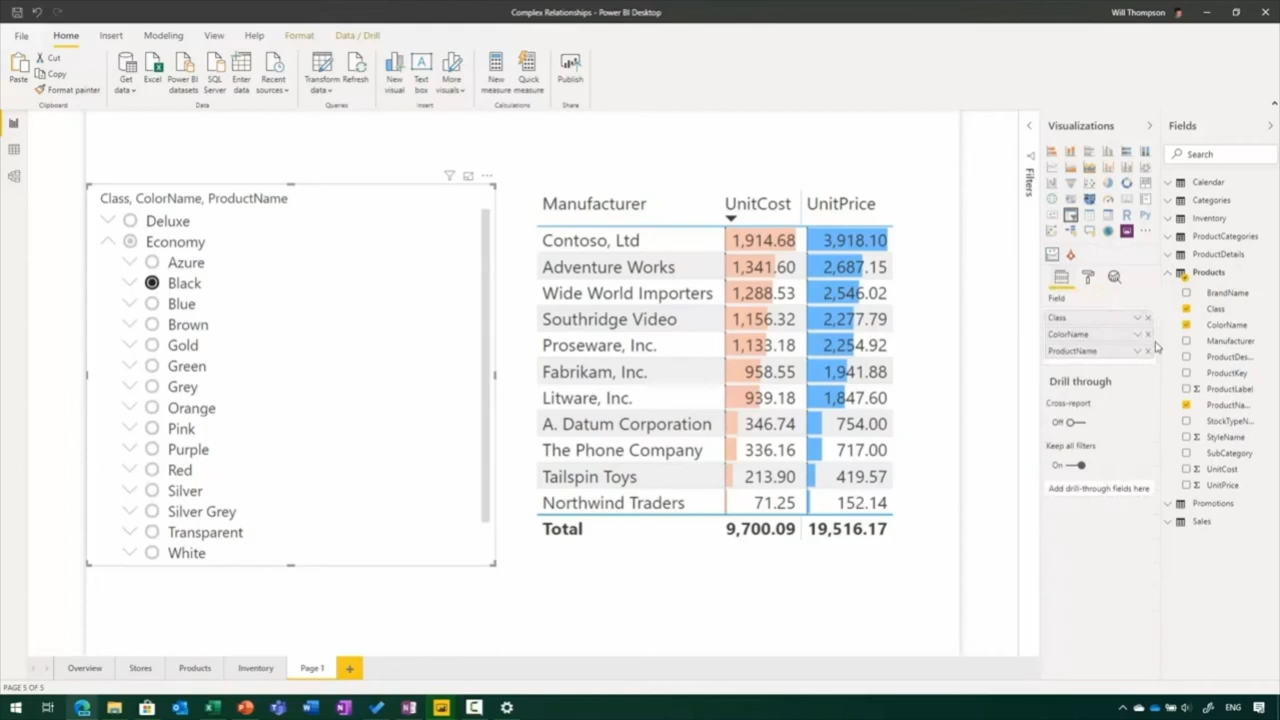 Complex Relationships - Power BI Desktop
Will Thompson
File Home Insert Modeling View Help Format Data / Drill
Paste
Cut
Copy
Format painter
Clipboard
Get data
Excel
Power BI datasets
SQL Server
Enter data
Recent sources
Data
Transform data
Refresh
Queries
New visual
Text box
More visuals
Insert
New measure
Quick measure
Calculations
Publish
Share
Class, ColorName, ProductName
Deluxe
Economy
Azure
Black
Blue
Brown
Gold
Green
Grey
Orange
Pink
Purple
Red
Silver
Silver Grey
Transparent
White
Manufacturer UnitCost UnitPrice
Contoso, Ltd 1,914.68 3,918.10
Adventure Works 1,341.60 2,687.15
Wide World Importers 1,288.53 2,546.02
Southridge Video 1,156.32 2,277.79
Proseware, Inc. 1,133.18 2,254.92
Fabrikam, Inc. 958.55 1,941.88
Litware, Inc. 939.18 1,847.60
A. Datum Corporation 346.74 754.00
The Phone Company 336.16 717.00
Tailspin Toys 213.90 419.57
Northwind Traders 71.25 152.14
Total 9,700.09 19,516.17
Filters
Visualizations
R Py
Field
Class
ColorName
ProductName
Drill through
Cross-report
Off
Keep all filters
On
Add drill-through fields here
Fields
Search
Calendar
Categories
Inventory
ProductCategories
ProductDetails
Products
BrandName
Class
ColorName
Manufacturer
ProductDes...
ProductKey
Σ ProductLabel
ProductNa...
StockTypeN...
Σ StyleName
SubCategory
Σ UnitCost
Σ UnitPrice
Promotions
Sales
Overview Stores Products Inventory Page 1 +
PAGE 5 OF 5
ENG